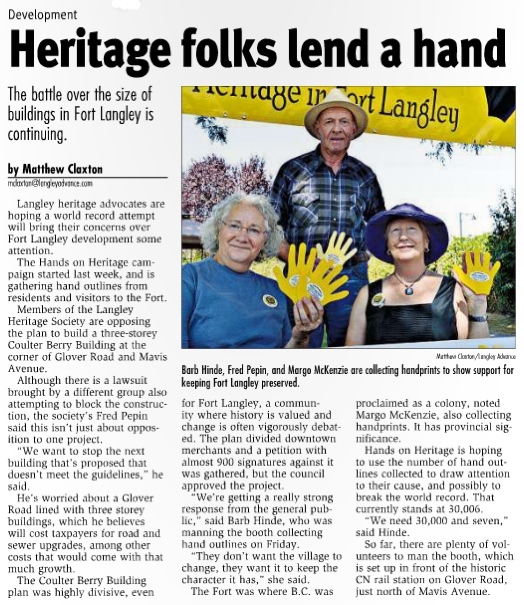 Development
Heritage folks lend a hand
The battle over the size of
buildings in Fort Langley is
continuing.
by Matthew Claxton
mclaxton@langleyadvance.com
Langley heritage advocates are
hoping a world record attempt
will bring their concerns over
Fort Langley development some
attention.
The Hands on Heritage cam-
paign started last week, and is
gathering hand outlines from
residents and visitors to the Fort.
Members of the Langley
Heritage Society are opposing
the plan to build a three-storey
Coulter Berry Building at the
corner of Glover Road and Mavis
Avenue.
Although there is a lawsuit
brought by a different group also
attempting to block the construc-
tion, the society's Fred Pepin
said this isn't just about oppos-
ition to one project.
"We want to stop the next
building that's proposed that
doesn't meet the guidelines," he
said.
He's worried about a Glover
Road lined with three storey
buildings, which he believes
will cost taxpayers for road and
sewer upgrades, among other
costs that would come with that
much growth.
The Coulter Berry Building
plan was highly divisive, even
Heritage in Fort Langley
Matthew Claxton/Langley Advance
Barb Hinde, Fred Pepin, and Margo McKenzie are collecting handprints to show support for
keeping Fort Langley preserved.
for Fort Langley, a commun-
ity where history is valued and
change is often vigorously debat-
ed. The plan divided downtown
merchants and a petition with
almost 900 signatures against it
was gathered, but the council
approved the project.
"We're getting a really strong
response from the general pub-
lic," said Barb Hinde, who was
manning the booth collecting
hand outlines on Friday.
"They don't want the village to
change, they want it to keep the
character it has," she said.
The Fort was where B.C. was
proclaimed as a colony, noted
Margo McKenzie, also collecting
handprints. It has provincial sig-
nificance.
Hands on Heritage is hoping
to use the number of hand out-
lines collected to draw attention
to their cause, and possibly to
break the world record. That
currently stands at 30,006.
"We need 30,000 and seven,"
said Hinde.
So far, there are plenty of vol-
unteers to man the booth, which
is set up in front of the historic
CN rail station on Glover Road,
just north of Mavis Avenue.